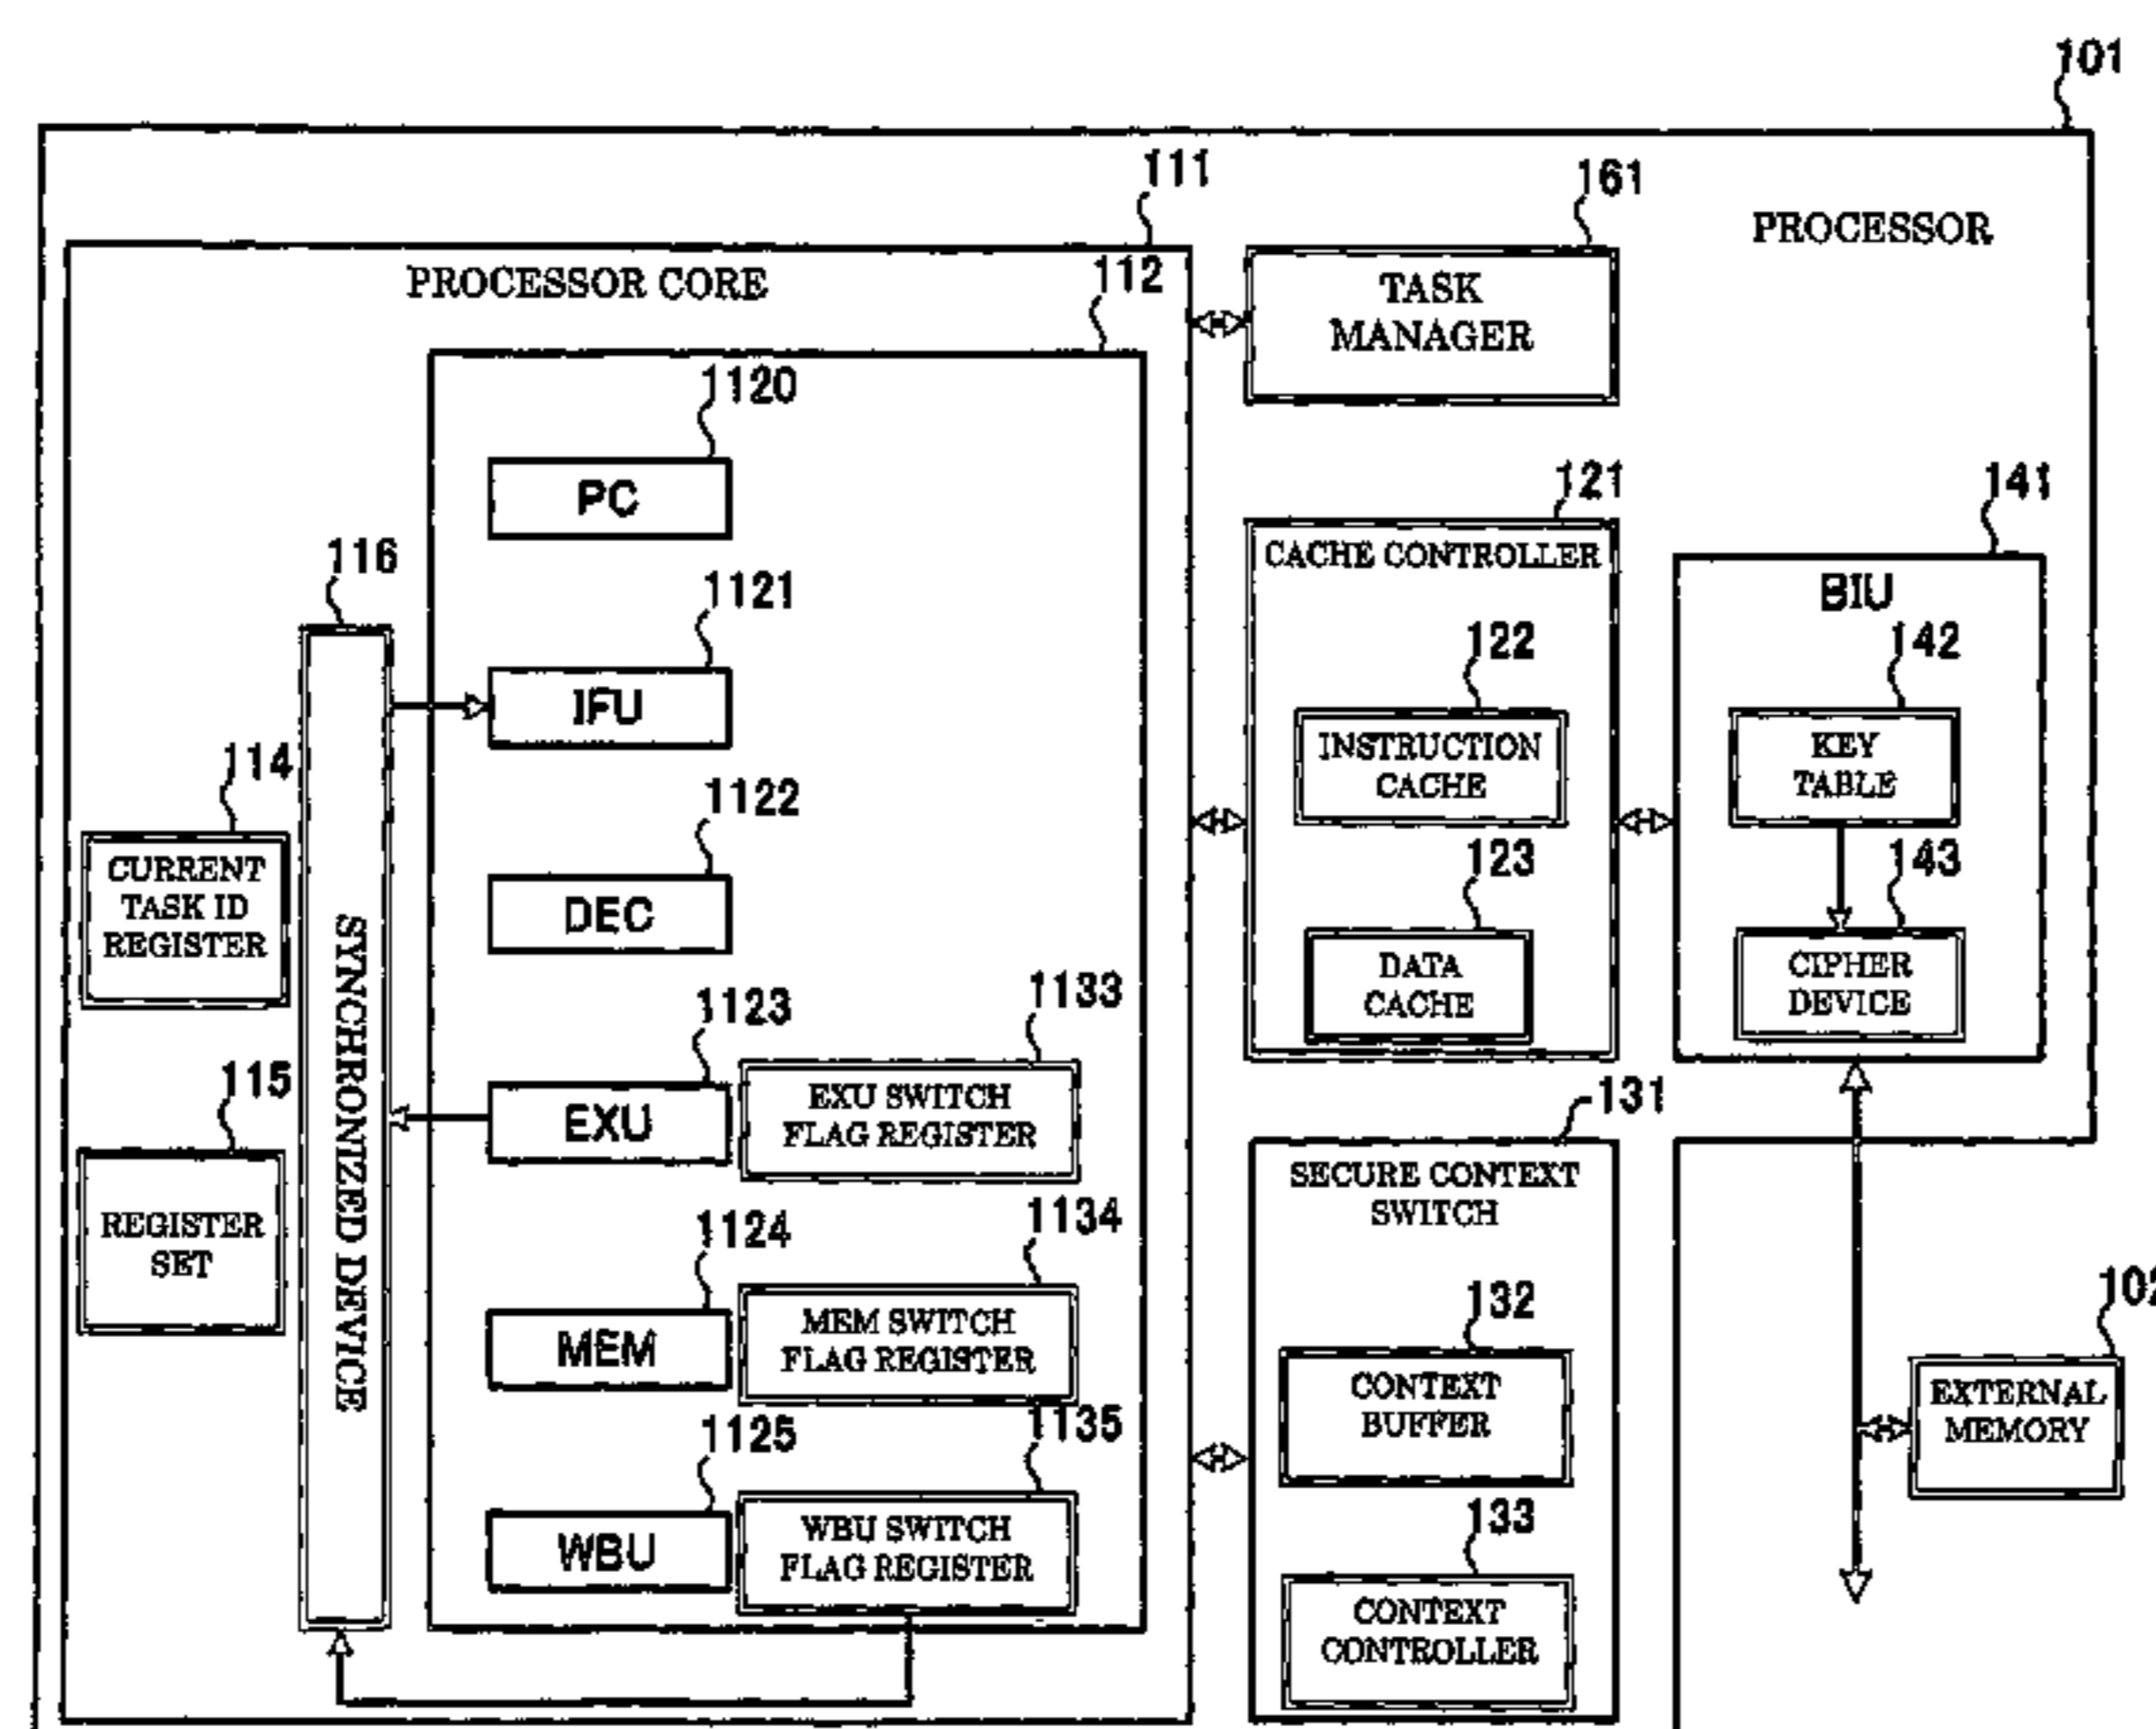 101
111
161
PROCESSOR
PROCESSOR CORE
112
TASK
MANAGER
1120
PC
121
141
CACHE CONTROLLER
BIU
116
1121
IFU
122
142
INSTRUCTION
CACHE
KEY
TABLE
114
1122
CURRENT
TASK ID
REGISTER
DEC
123
143
DATA
CACHE
CIPHER
DEVICE
SYNCHRONIZED DEVICE
1123
1133
EXU
EXU SWITCH
FLAG REGISTER
115
131
REGISTER
SET
SECURE CONTEXT
SWITCH
1124
1134
MEM
MEM SWITCH
FLAG REGISTER
132
102
CONTEXT
BUFFER
EXTERNAL
MEMORY
1125
1135
WBU
WBU SWITCH
FLAG REGISTER
133
CONTEXT
CONTROLLER